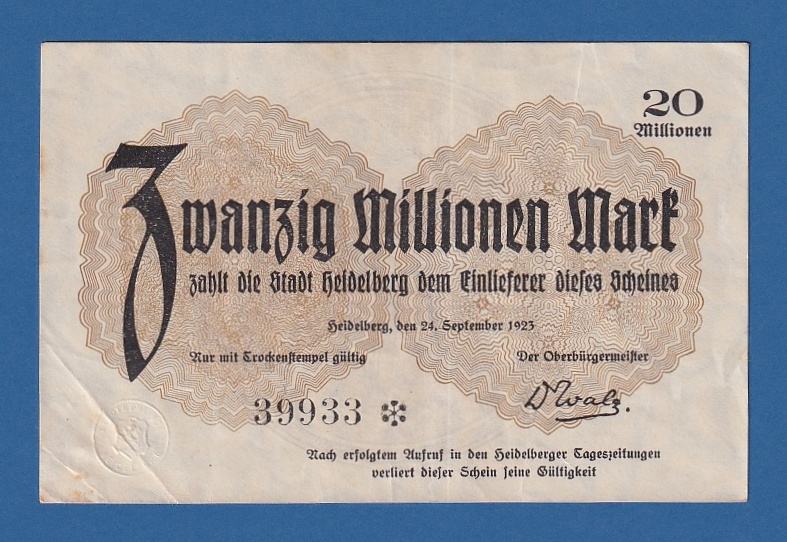 20
Millionen
Zwanzig Millionen Mark
zahlt die Stadt Heidelberg dem Einlieferer dieses Scheines
Heidelberg, den 24. September 1923
Nur mit Trockenstempel gültig
Der Oberbürgermeister
39933 ✻
Dr Walz.
Nach erfolgtem Aufruf in den Heidelberger Tageszeitungen
verliert dieser Schein seine Gültigkeit